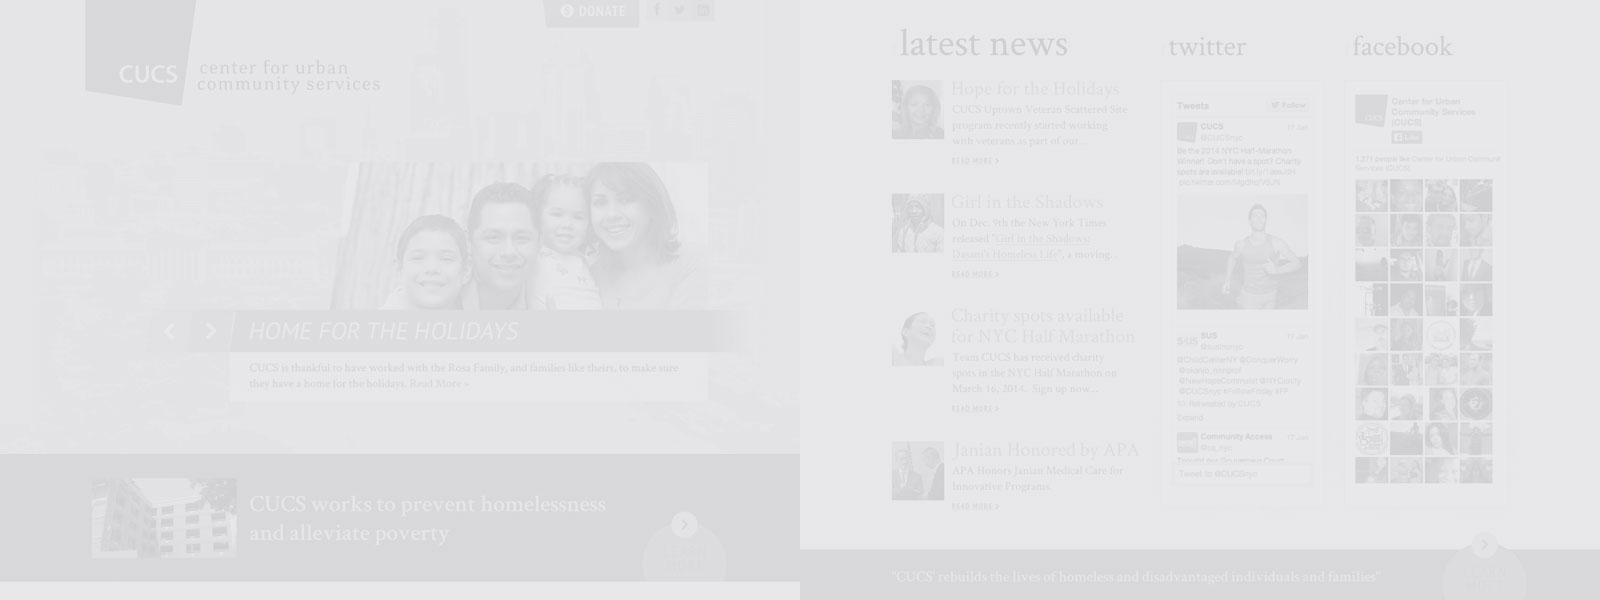 DONATE
CUCS
center for urban
community services
HOME FOR THE HOLIDAYS
CUCS is thankful to have worked with the Rosa Family, and families like theirs, to make sure
they have a home for the holidays. Read More »
CUCS works to prevent homelessness
and alleviate poverty
LEARN
MORE
latest news
Hope for the Holidays
CUCS Uptown Veteran Scattered Site
program recently started working
with veterans as part of our...
READ MORE
Girl in the Shadows
On Dec. 9th the New York Times
released "Girl in the Shadows:
Dasani's Homeless Life", a moving...
READ MORE
Charity spots available
for NYC Half Marathon
Team CUCS has received charity
spots in the NYC Half Marathon on
March 16, 2014. Sign up now...
READ MORE
Janian Honored by APA
APA Honors Janian Medical Care for
Innovative Programs.
READ MORE
twitter
Tweets
Follow
CUCS
17 Jan
@CUCSnyc
Be the 2014 NYC Half-Marathon
Winner! Don't have a spot? Charity
spots are available!
SUS
17 Jan
@ChildCenterNY @ConquerWorry
@CUCSnyc #FollowFriday #FF
Retweeted by CUCS
Expand
Community Access
17 Jan
@ca_nyc
Tweet to @CUCSnyc
facebook
CUCS
Center for Urban
Community Services
(CUCS)
Like
1,271 people like Center for Urban Communit
Services (CUCS).
"CUCS rebuilds the lives of homeless and disadvantaged individuals and families"
LEARN